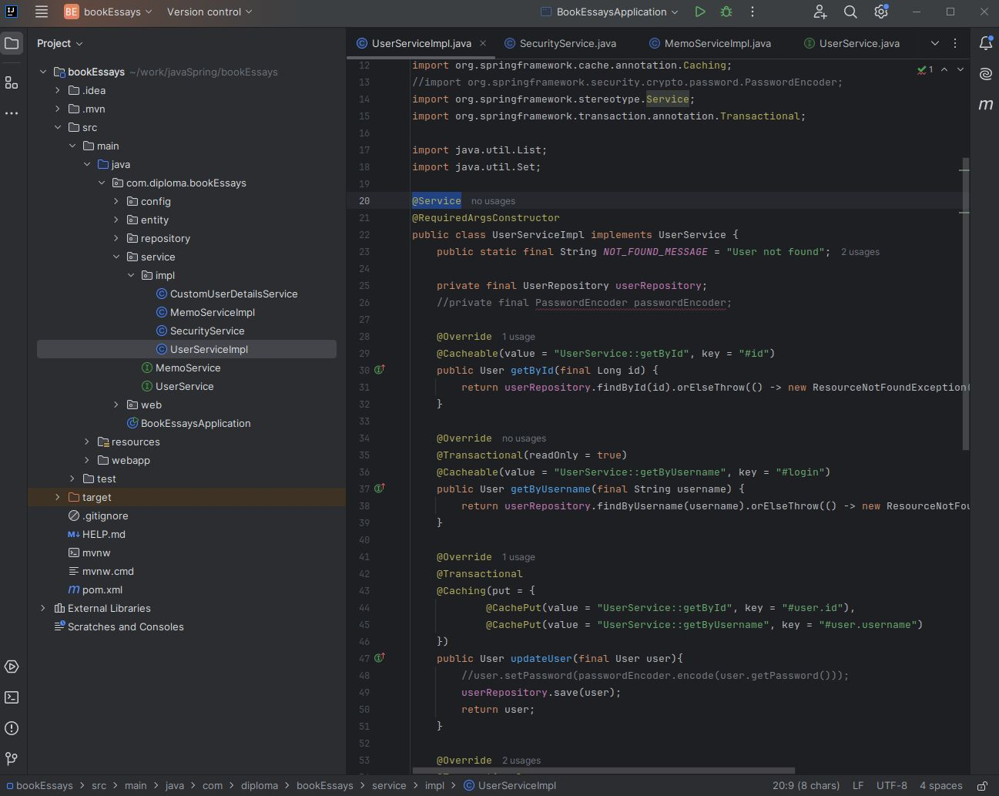 BE bookEssays Version control BookEssaysApplication
Project
bookEssays ~/work/javaSpring/bookEssays
.idea
.mvn
src
main
java
com.diploma.bookEssays
config
entity
repository
service
impl
CustomUserDetailsService
MemoServiceImpl
SecurityService
UserServiceImpl
MemoService
UserService
web
BookEssaysApplication
resources
webapp
test
target
.gitignore
HELP.md
mvnw
mvnw.cmd
pom.xml
External Libraries
Scratches and Consoles
UserServiceImpl.java SecurityService.java MemoServiceImpl.java UserService.java
1
12 import org.springframework.cache.annotation.Caching;
13 //import org.springframework.security.crypto.password.PasswordEncoder;
14 import org.springframework.stereotype.Service;
15 import org.springframework.transaction.annotation.Transactional;
16
17 import java.util.List;
18 import java.util.Set;
19
20 @Service no usages
21 @RequiredArgsConstructor
22 public class UserServiceImpl implements UserService {
23 public static final String NOT_FOUND_MESSAGE = "User not found"; 2 usages
24
25 private final UserRepository userRepository;
26 //private final PasswordEncoder passwordEncoder;
27
28 @Override 1 usage
29 @Cacheable(value = "UserService::getById", key = "#id")
30 public User getById(final Long id) {
31 return userRepository.findById(id).orElseThrow(() -> new ResourceNotFoundException(
32 }
33
34 @Override no usages
35 @Transactional(readOnly = true)
36 @Cacheable(value = "UserService::getByUsername", key = "#login")
37 public User getByUsername(final String username) {
38 return userRepository.findByUsername(username).orElseThrow(() -> new ResourceNotFou
39 }
40
41 @Override 1 usage
42 @Transactional
43 @Caching(put = {
44 @CachePut(value = "UserService::getById", key = "#user.id"),
45 @CachePut(value = "UserService::getByUsername", key = "#user.username")
46 })
47 public User updateUser(final User user){
48 //user.setPassword(passwordEncoder.encode(user.getPassword()));
49 userRepository.save(user);
50 return user;
51 }
52
53 @Override 2 usages
bookEssays > src > main > java > com > diploma > bookEssays > service > impl > UserServiceImpl 20:9 (8 chars) LF UTF-8 4 spaces